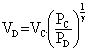 V_D = V_C (P_C / P_D)^(1/γ)